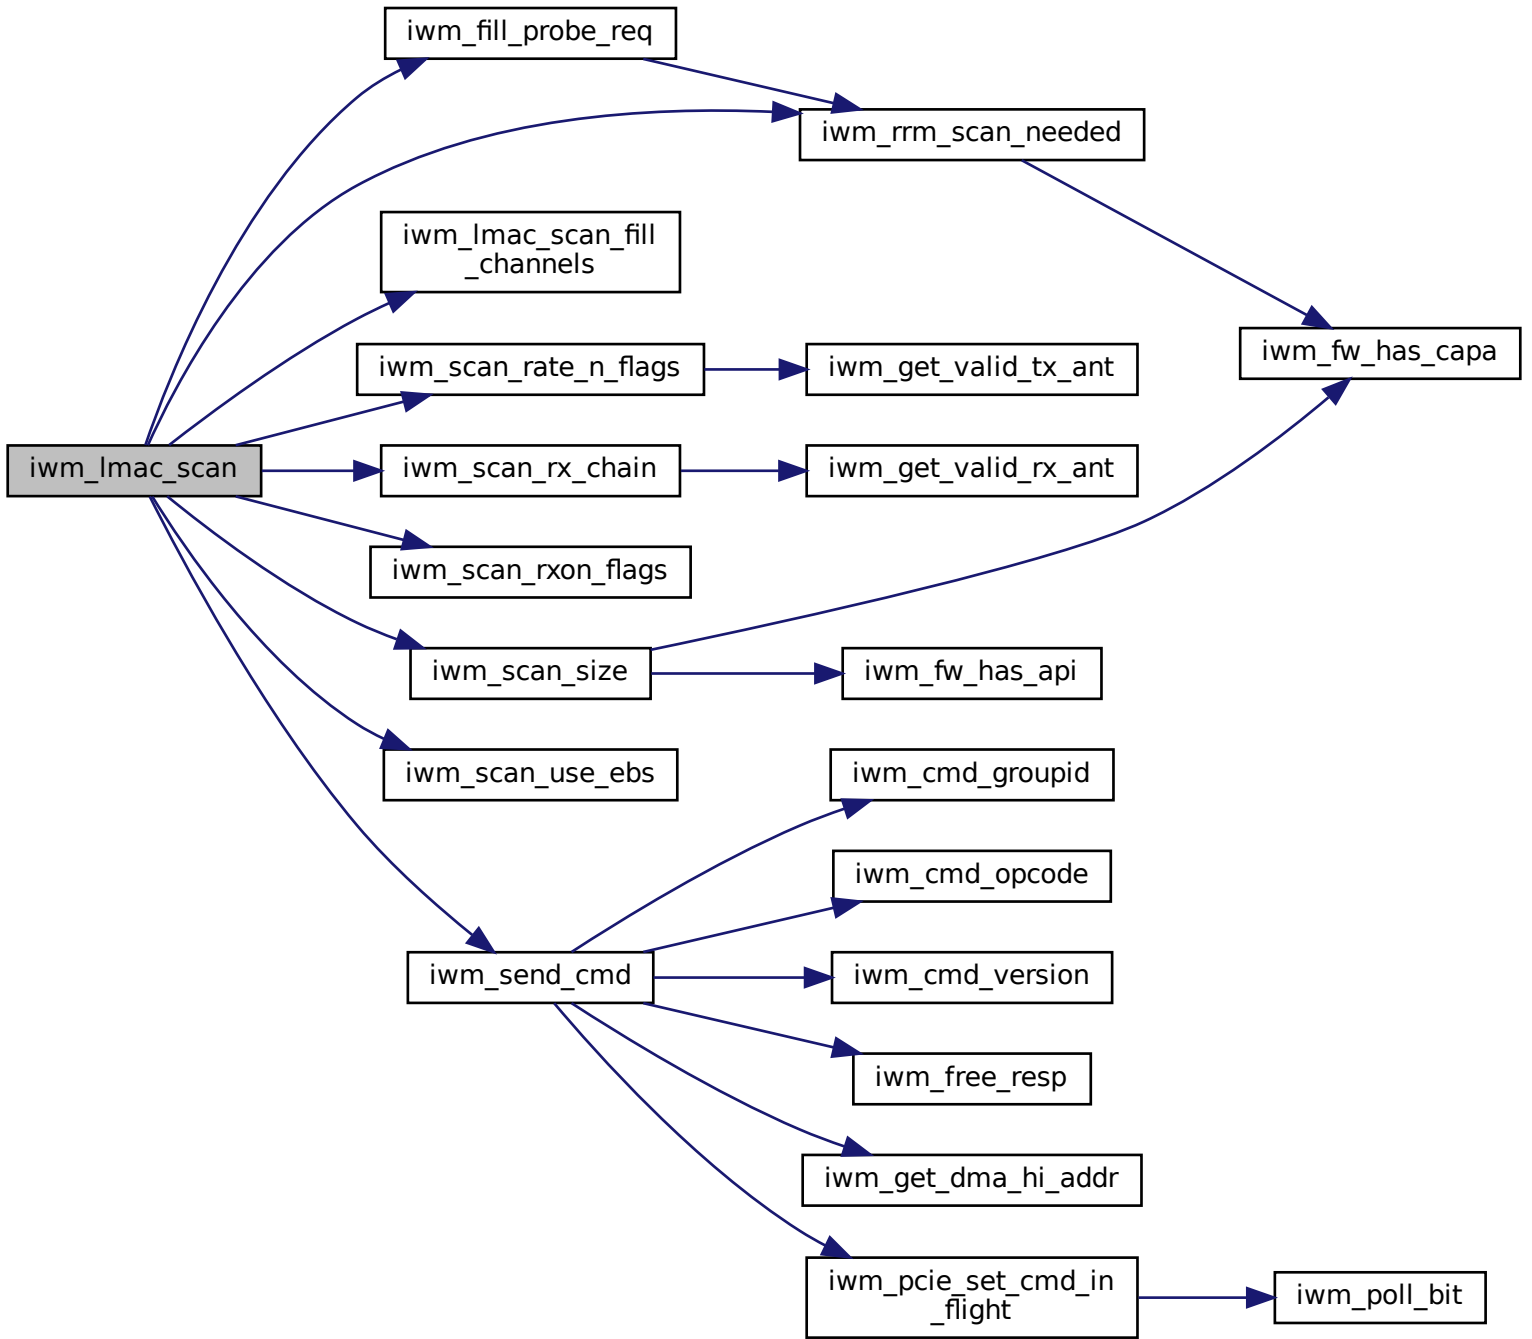 iwm_fill_probe_req
iwm_rrm_scan_needed
iwm_lmac_scan_fill
_channels
iwm_fw_has_capa
iwm_scan_rate_n_flags
iwm_get_valid_tx_ant
iwm_lmac_scan
iwm_scan_rx_chain
iwm_get_valid_rx_ant
iwm_scan_rxon_flags
iwm_scan_size
iwm_fw_has_api
iwm_scan_use_ebs
iwm_cmd_groupid
iwm_cmd_opcode
iwm_send_cmd
iwm_cmd_version
iwm_free_resp
iwm_get_dma_hi_addr
iwm_pcie_set_cmd_in
_flight
iwm_poll_bit